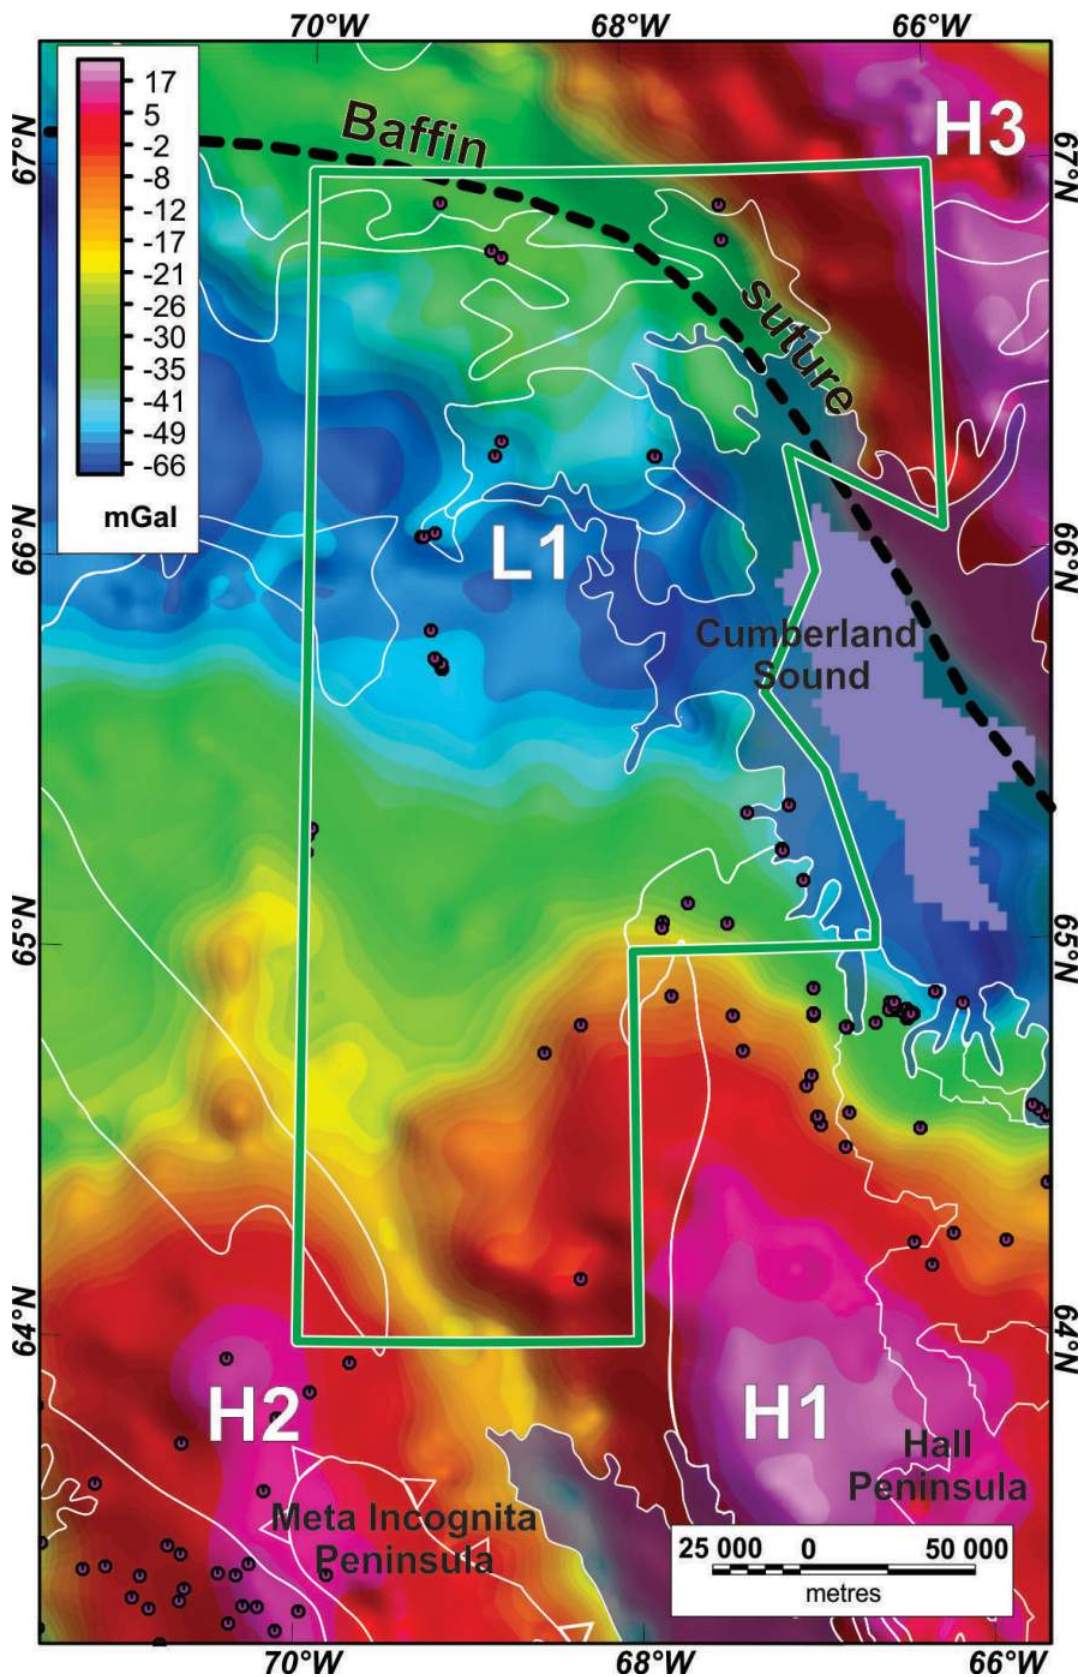 70°W 68°W 66°W
17
5
-2
-8
-12
-17
-21
-26
-30
-35
-41
-49
-66
mGal
67°N
67°N
Baffin
suture
H3
66°N
66°N
L1
Cumberland
Sound
65°N
65°N
64°N
64°N
H2
H1
Hall
Peninsula
Meta Incognita
Peninsula
25 000 0 50 000
metres
70°W 68°W 66°W